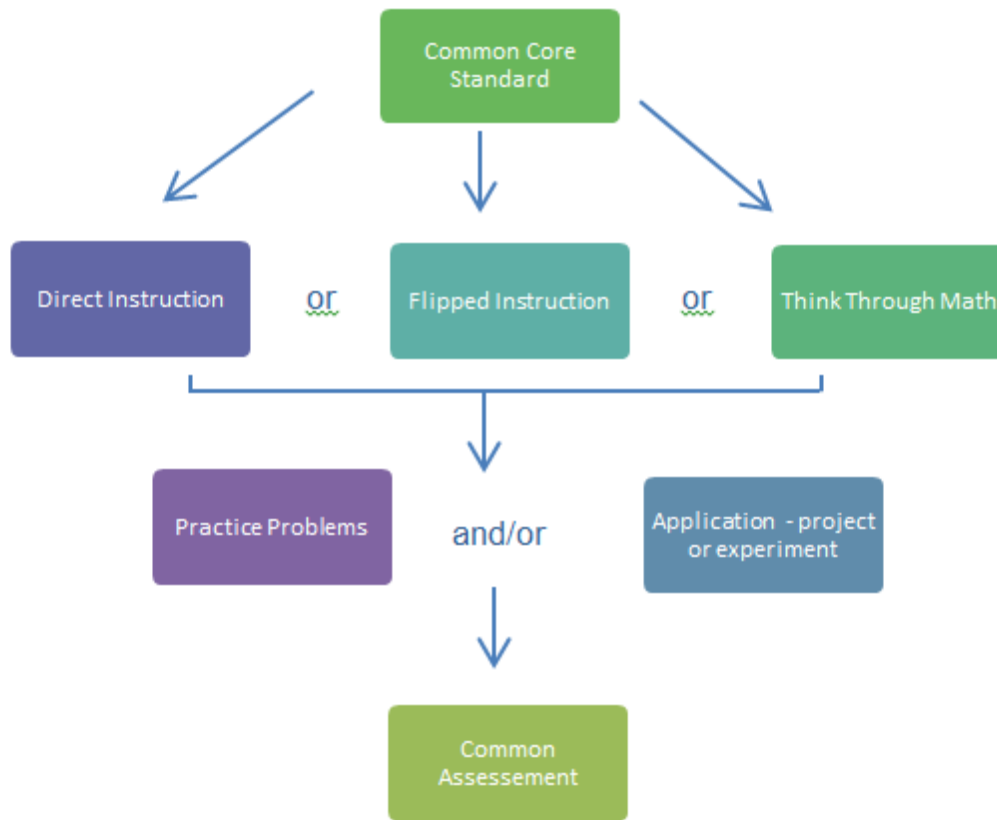 Common Core
Standard
Direct Instruction or Flipped Instruction or Think Through Math
Practice Problems and/or Application - project
or experiment
Common
Assessement